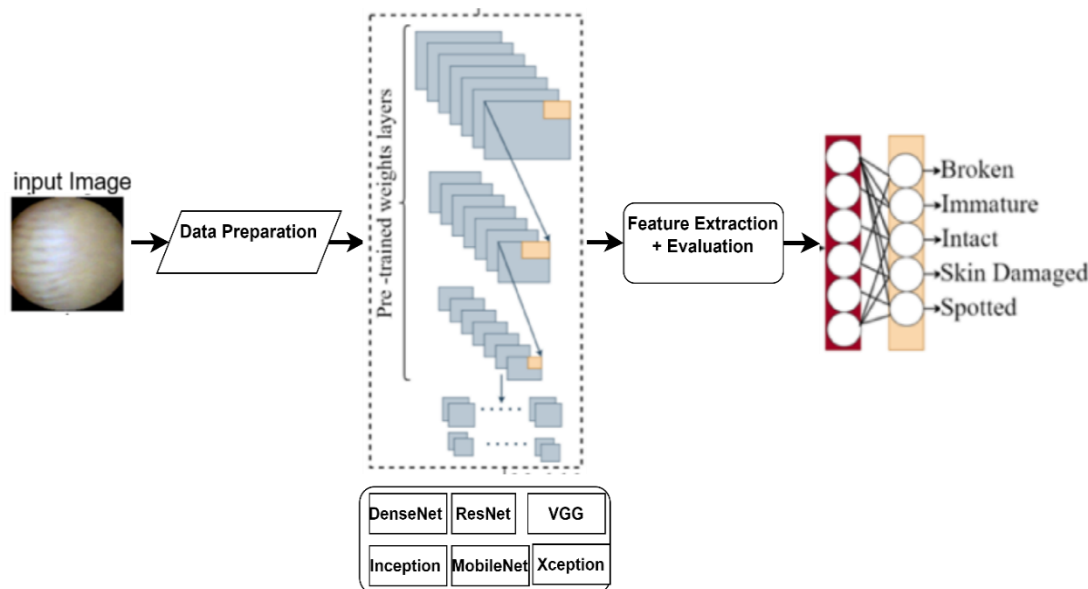 input Image
Data Preparation
Pre -trained weights layers
Feature Extraction
+ Evaluation
Broken
Immature
Intact
Skin Damaged
Spotted
DenseNet
ResNet
VGG
Inception
MobileNet
Xception